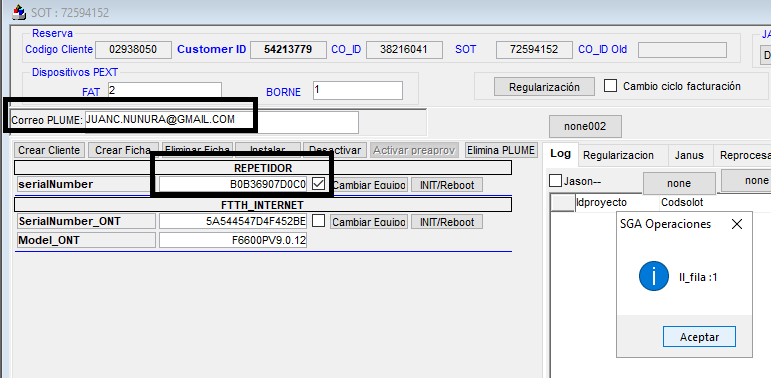 SOT : 72594152
Reserva
Codigo Cliente 02938050 Customer ID 54213779 CO_ID 38216041 SOT 72594152 CO_ID Old
JA
Dispositivos PEXT
FAT 2 BORNE 1
Regularización Cambio ciclo facturación
D
Correo PLUME: JUANC.NUNURA@GMAIL.COM
none002
Crear Cliente Crear Ficha Eliminar Ficha Instalar Desactivar Activar preaprov Elimina PLUME
Log Regularizacion Janus Reprocesa
REPETIDOR
serialNumber B0B36907D0C0 Cambiar Equipo INIT/Reboot
Jason-- none none
FTTH_INTERNET
Idproyecto Codsolot
SerialNumber_ONT 5A544547D4F452BE Cambiar Equipo INIT/Reboot
Model_ONT F6600PV9.0.12
SGA Operaciones
ll_fila :1
Aceptar